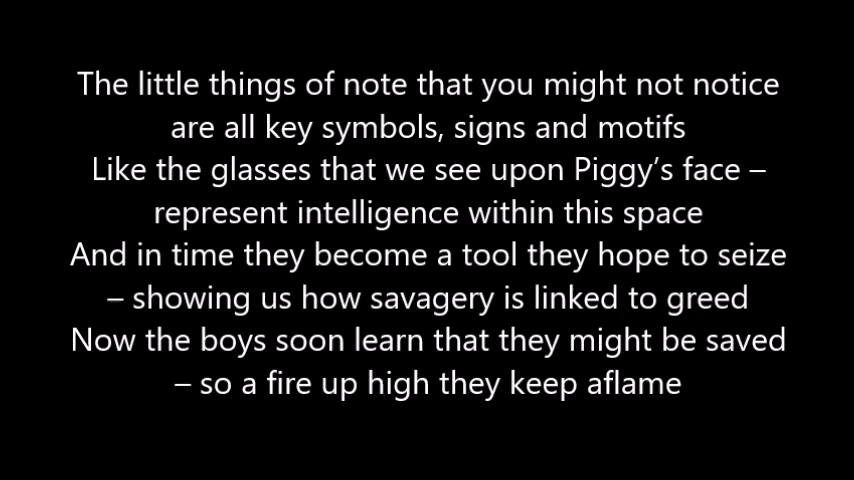 The little things of note that you might not notice
are all key symbols, signs and motifs
Like the glasses that we see upon Piggy’s face –
represent intelligence within this space
And in time they become a tool they hope to seize
– showing us how savagery is linked to greed
Now the boys soon learn that they might be saved
– so a fire up high they keep aflame